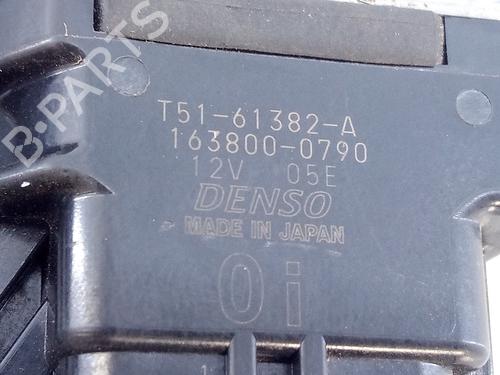 B-PARTS
T51-61382-A
163800-0790
12V 05E
DENSO
MADE IN JAPAN
0i